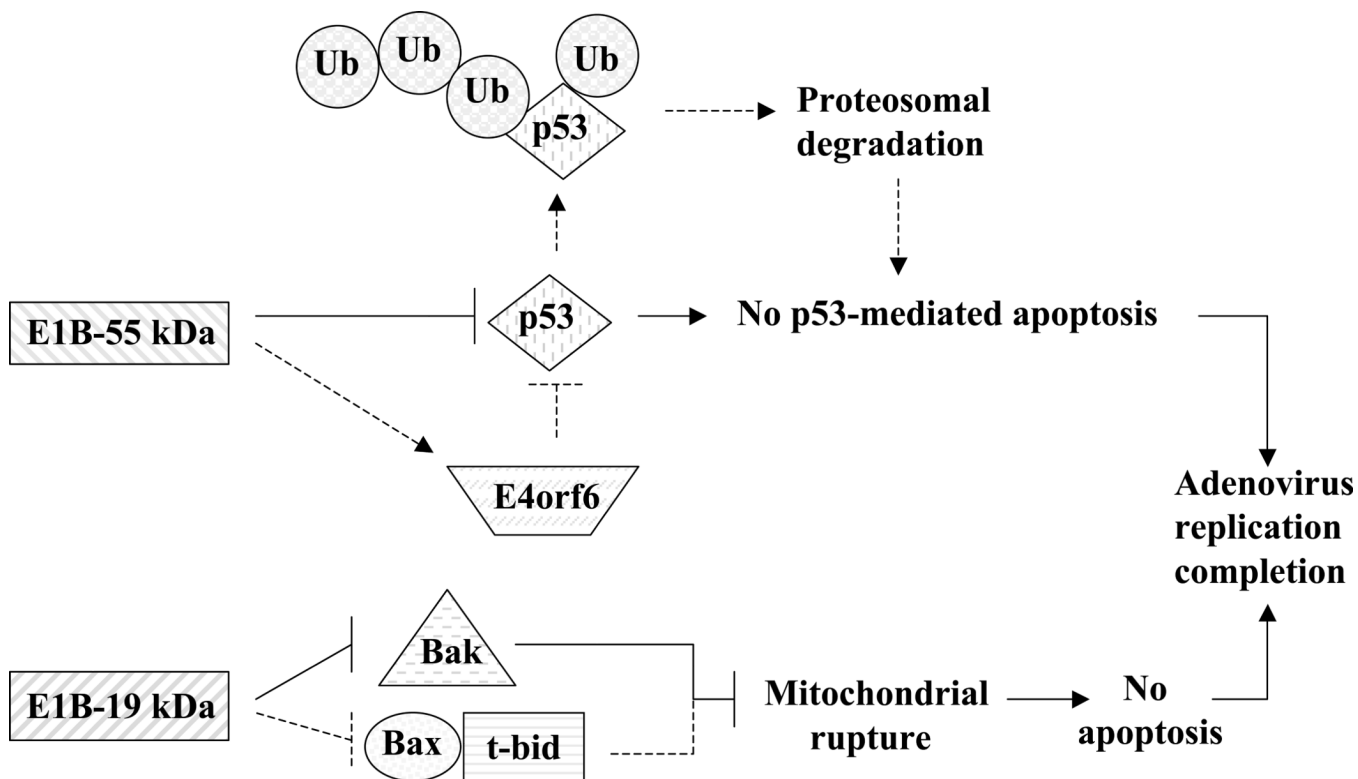 Ub
Ub
Ub
Ub
p53
Proteosomal
degradation
E1B-55 kDa
p53
No p53-mediated apoptosis
E4orf6
Adenovirus
replication
completion
E1B-19 kDa
Bak
Bax
t-bid
Mitochondrial
rupture
No
apoptosis